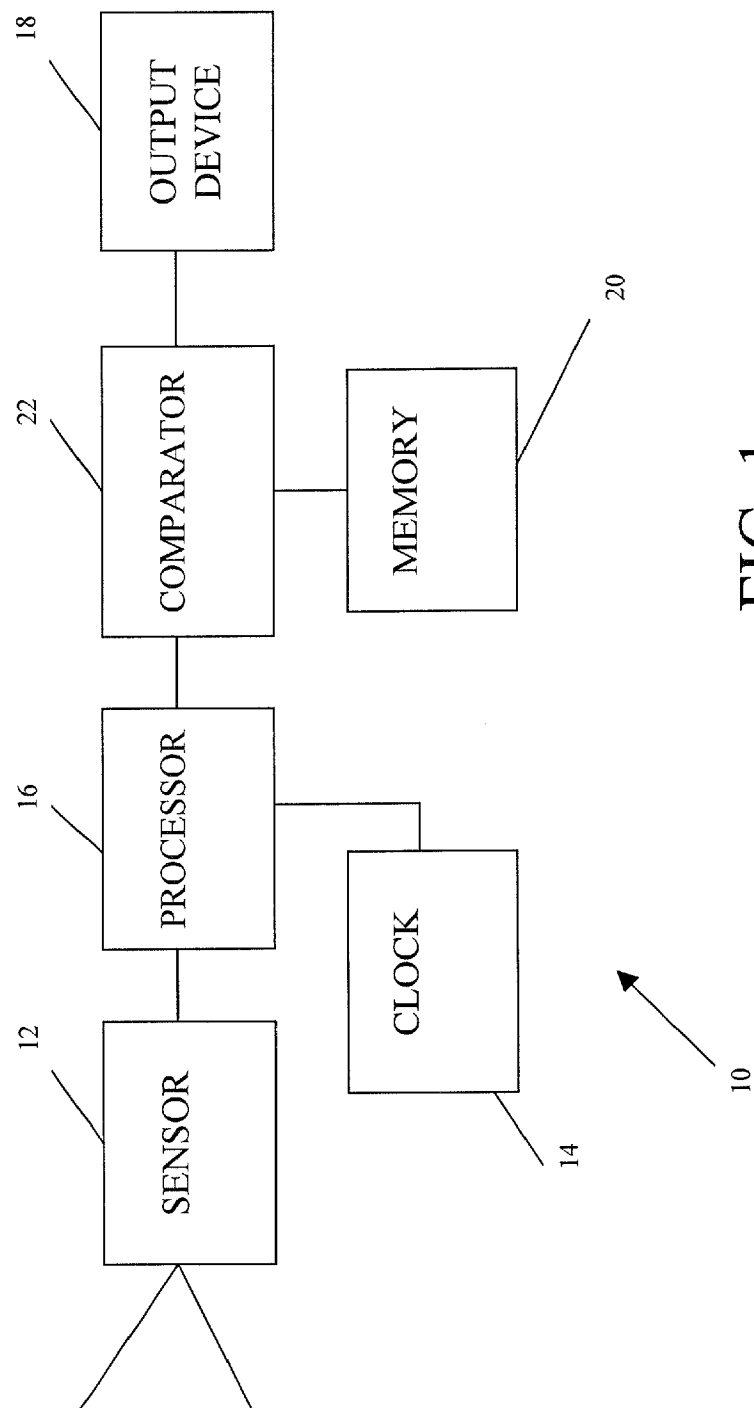 12
16
22
18
SENSOR
PROCESSOR
COMPARATOR
OUTPUT
DEVICE
CLOCK
MEMORY
14
20
10
FIG. 1